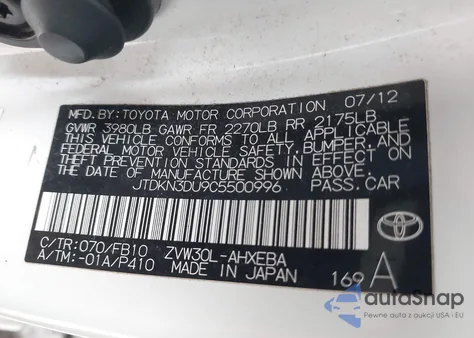 MFD. BY: TOYOTA MOTOR CORPORATION 07/12
GVWR 3980LB GAWR FR 2270LB RR 2175LB
THIS VEHICLE CONFORMS TO ALL APPLICABLE
FEDERAL MOTOR VEHICLE SAFETY, BUMPER, AND
THEFT PREVENTION STANDARDS IN EFFECT ON
THE DATE OF MANUFACTURE SHOWN ABOVE.
JTDKN3DU9C5500996 PASS. CAR
C/TR: 070/FB10 ZVW30L-AHXEBA
A/TM: -01A/P410 MADE IN JAPAN 169 A
autoSnap
Pewne auta z aukcji USA i EU